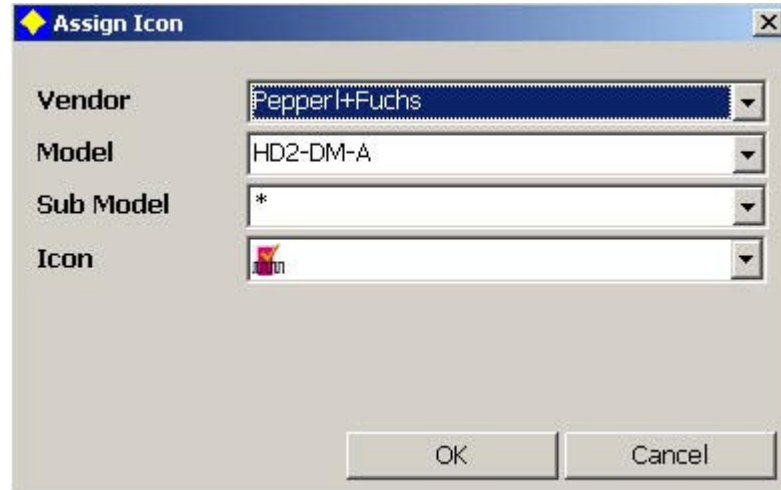 Assign Icon
Vendor Pepperl+Fuchs
Model HD2-DM-A
Sub Model *
Icon
OK Cancel